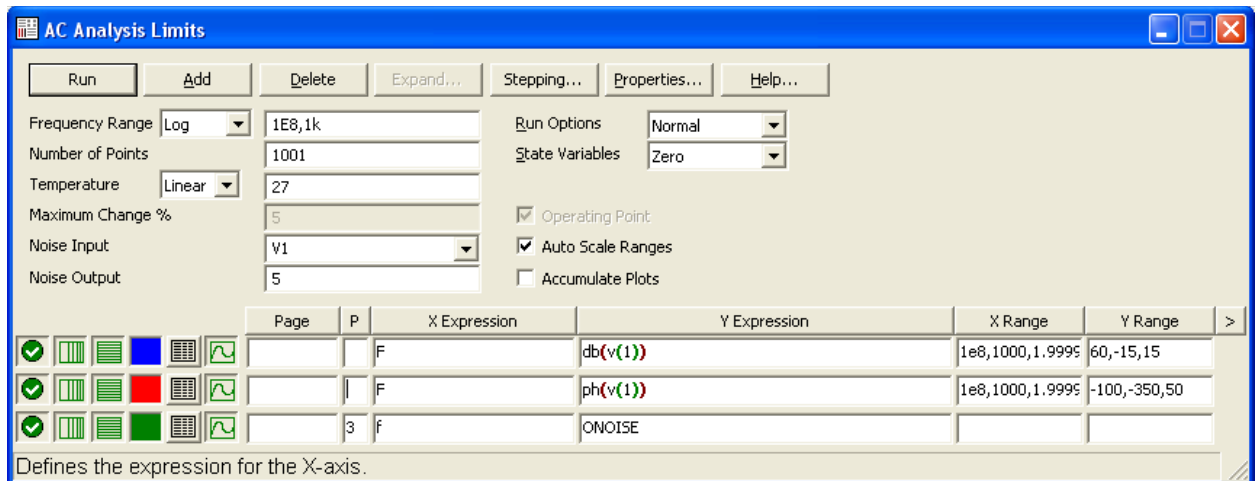 AC Analysis Limits
Run Add Delete Expand... Stepping... Properties... Help...
Frequency Range Log 1E8,1k Run Options Normal
Number of Points 1001 State Variables Zero
Temperature Linear 27
Maximum Change % 5 Operating Point
Noise Input V1 Auto Scale Ranges
Noise Output 5 Accumulate Plots
Page P X Expression Y Expression X Range Y Range >
F db(v(1)) 1e8,1000,1.9999 60,-15,15
F ph(v(1)) 1e8,1000,1.9999 -100,-350,50
3 f ONOISE
Defines the expression for the X-axis.